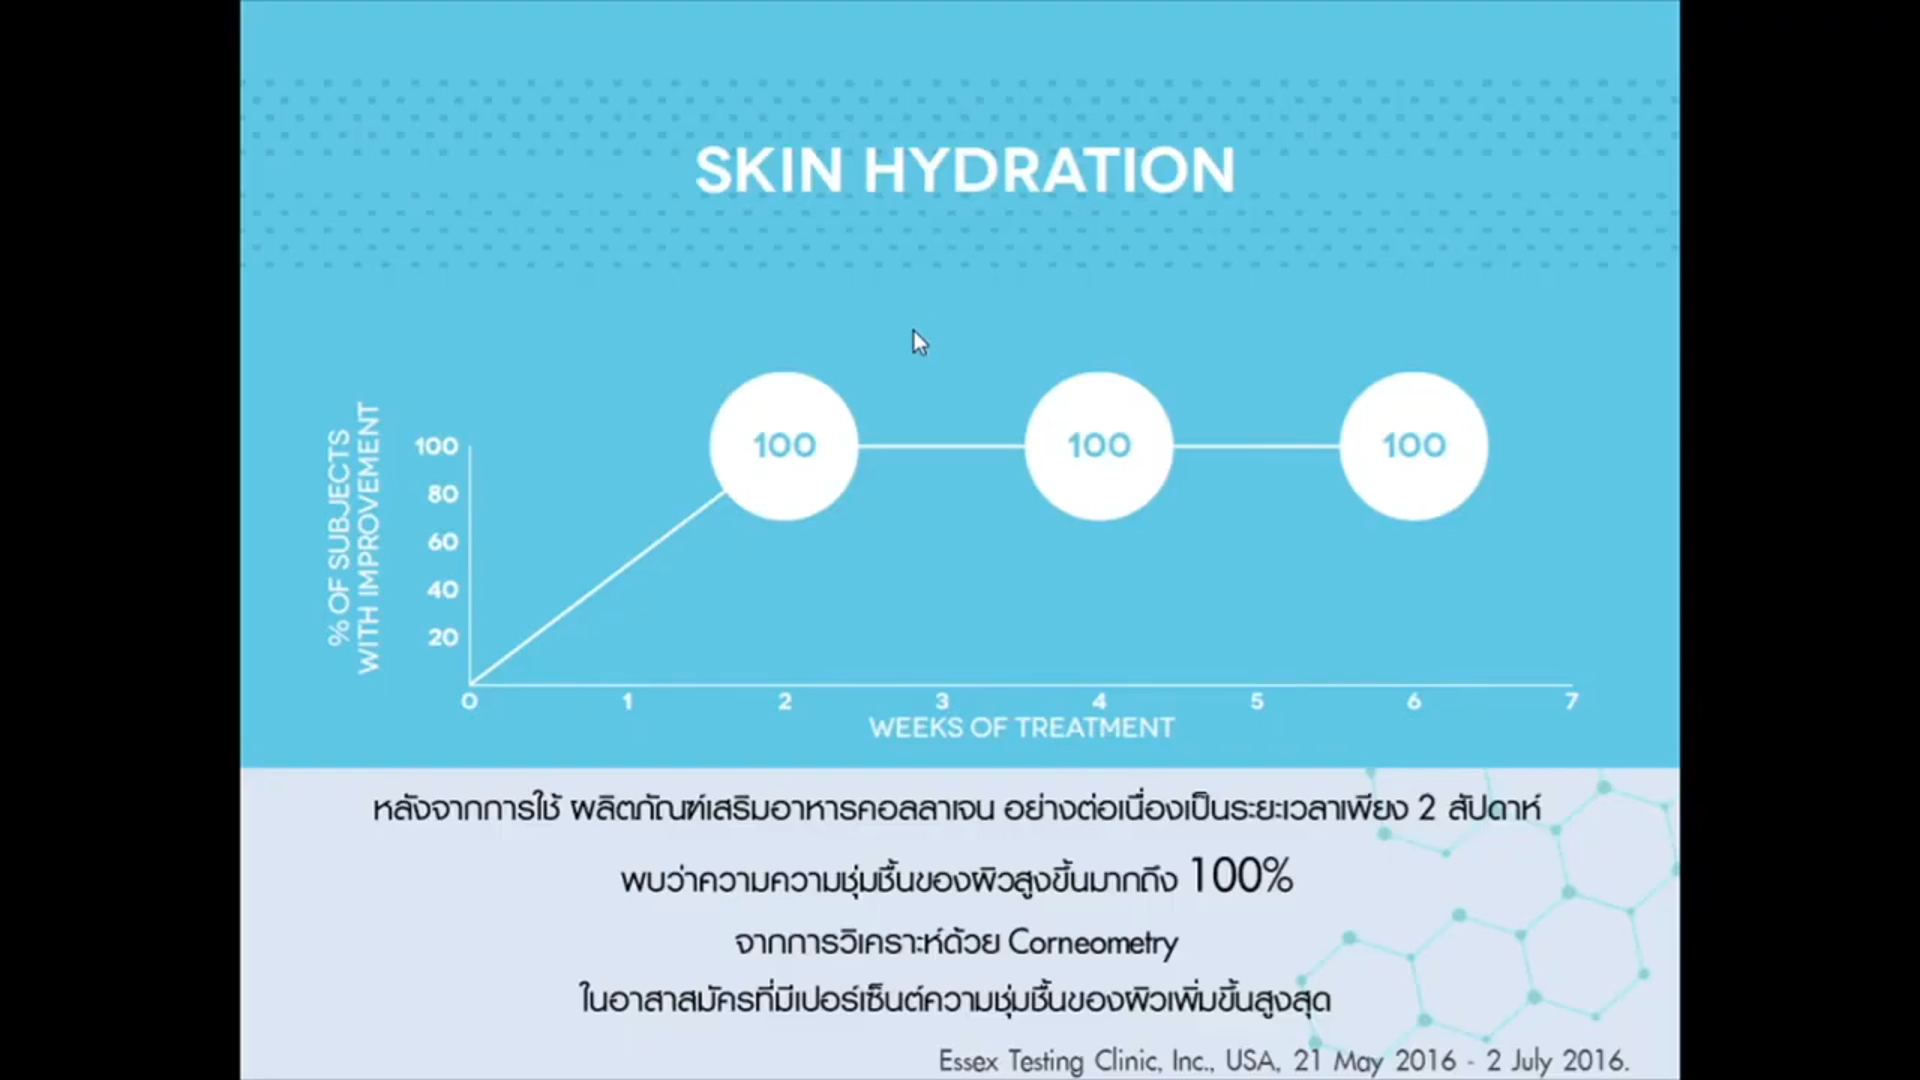 SKIN HYDRATION
% OF SUBJECTS
WITH IMPROVEMENT
100
80
60
40
20
100
100
100
0 1 2 3 4 5 6 7
WEEKS OF TREATMENT
หลังจากการใช้ ผลิตภัณฑ์เสริมอาหารคอลลาเจน อย่างต่อเนื่องเป็นระยะเวลาเพียง 2 สัปดาห์
พบว่าความความชุ่มชื้นของผิวสูงขึ้นมากถึง 100%
จากการวิเคราะห์ด้วย Corneometry
ในอาสาสมัครที่มีเปอร์เซ็นต์ความชุ่มชื้นของผิวเพิ่มขึ้นสูงสุด
Essex Testing Clinic, Inc., USA, 21 May 2016 - 2 July 2016.